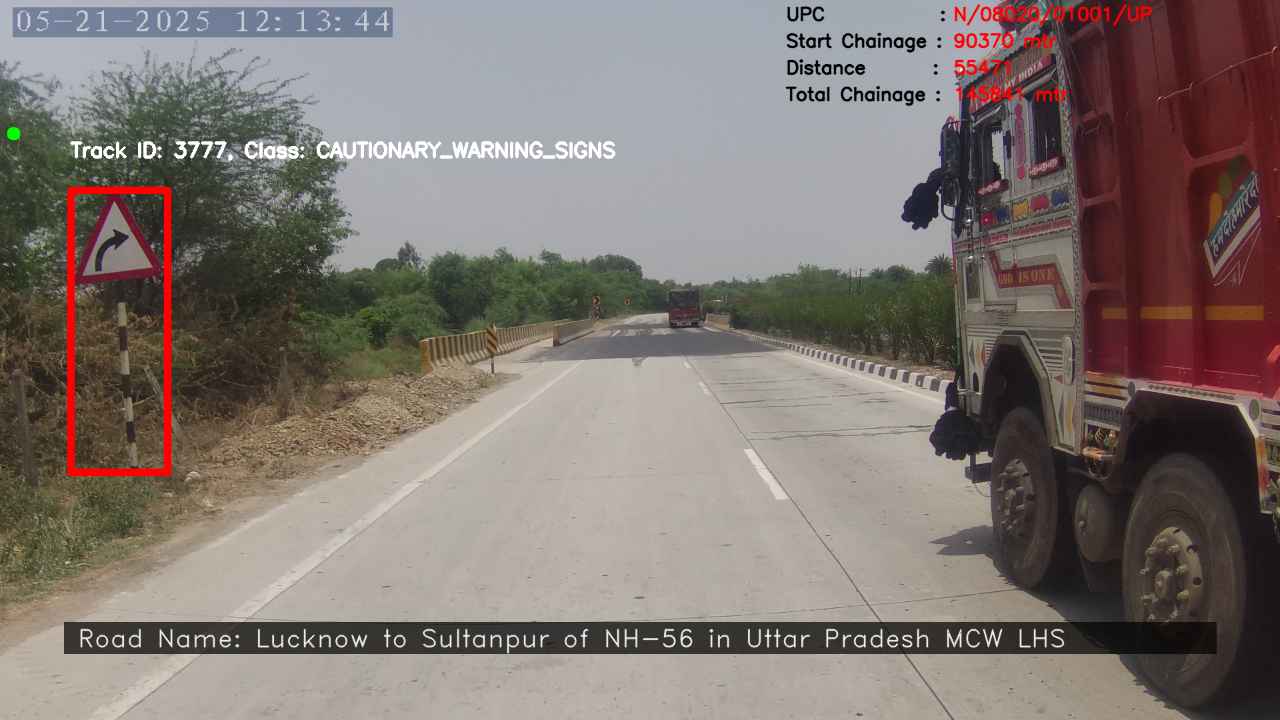 05-21-2025 12:13:44
UPC : N/08020/01001/UP
Start Chainage : 90370 mtr
Distance : 55471
Total Chainage : 145841 mtr
MY INDIA
Track ID: 3777, Class: CAUTIONARY_WARNING_SIGNS
GOD IS ONE
Road Name: Lucknow to Sultanpur of NH-56 in Uttar Pradesh MCW LHS